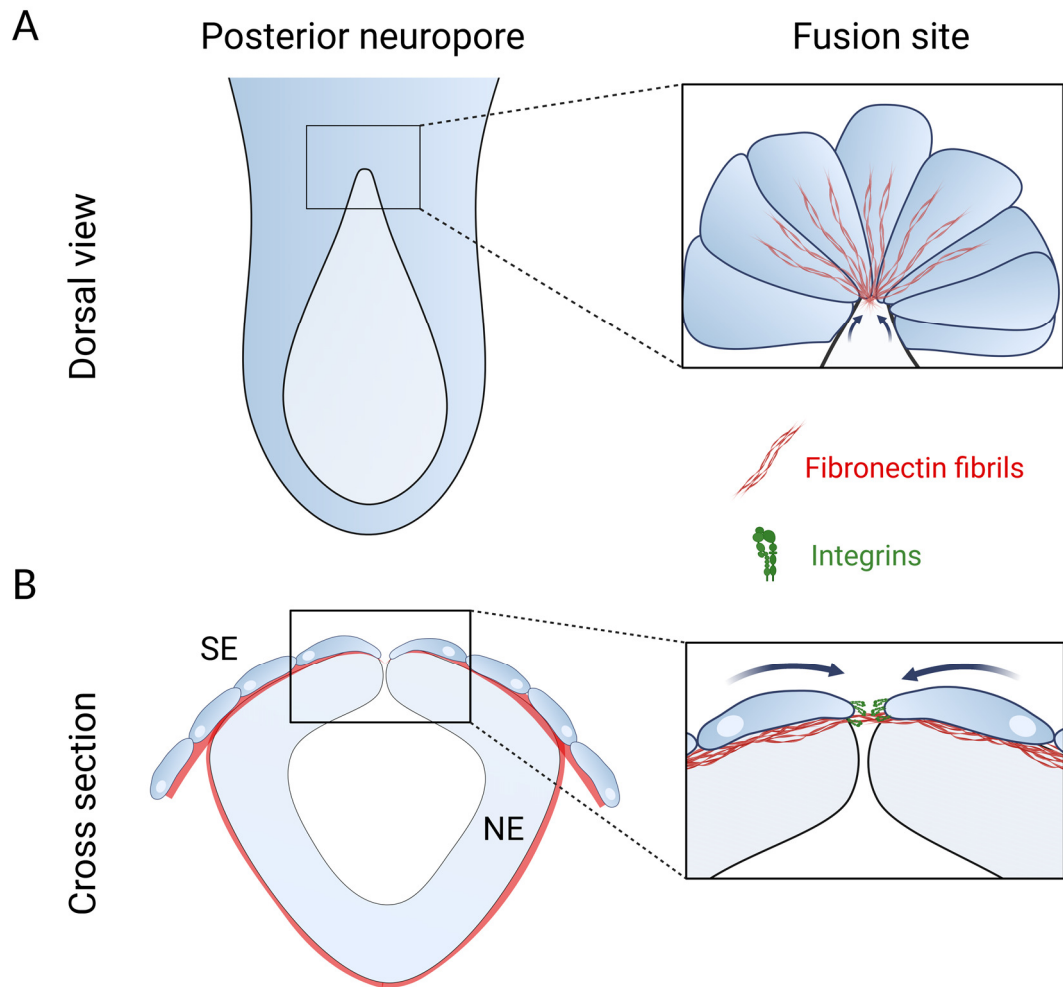 A
Posterior neuropore
Fusion site
Dorsal view
Fibronectin fibrils
Integrins
B
SE
NE
Cross section